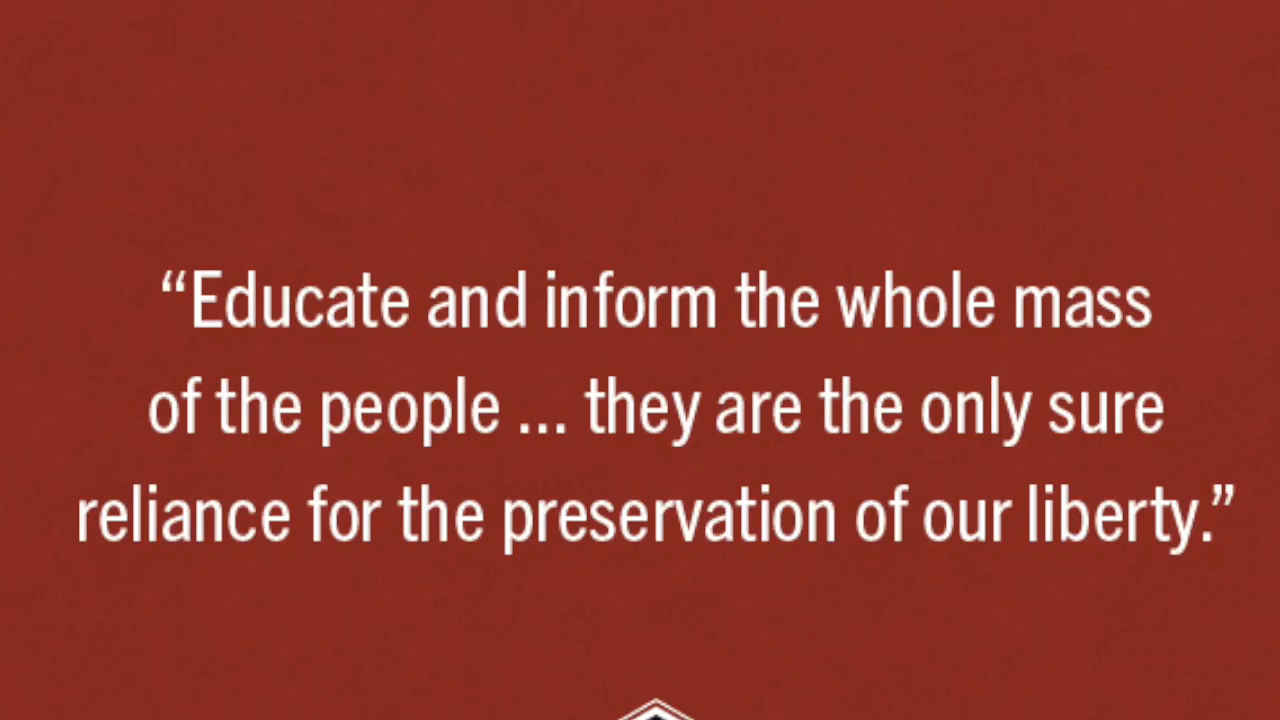 “Educate and inform the whole mass
of the people ... they are the only sure
reliance for the preservation of our liberty.”